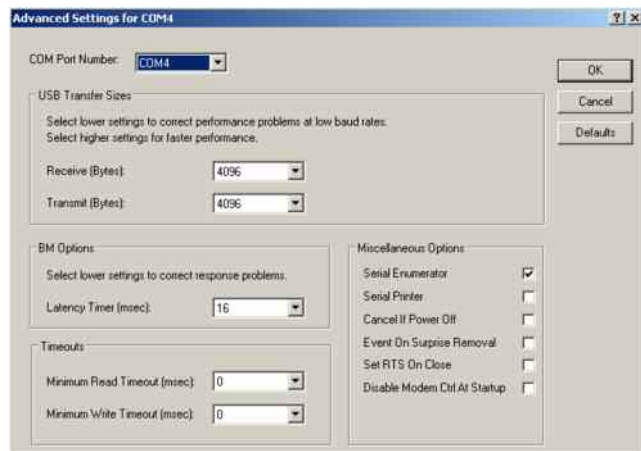 Advanced Settings for COM4
COM Port Number: COM4
OK
Cancel
Defaults
USB Transfer Sizes
Select lower settings to correct performance problems at low baud rates.
Select higher settings for faster performance.
Receive (Bytes): 4096
Transmit (Bytes): 4096
BM Options
Select lower settings to correct response problems.
Latency Timer (msec): 16
Timeouts
Minimum Read Timeout (msec): 0
Minimum Write Timeout (msec): 0
Miscellaneous Options
Serial Enumerator
Serial Printer
Cancel If Power Off
Event On Surprise Removal
Set RTS On Close
Disable Modem Ctrl At Startup